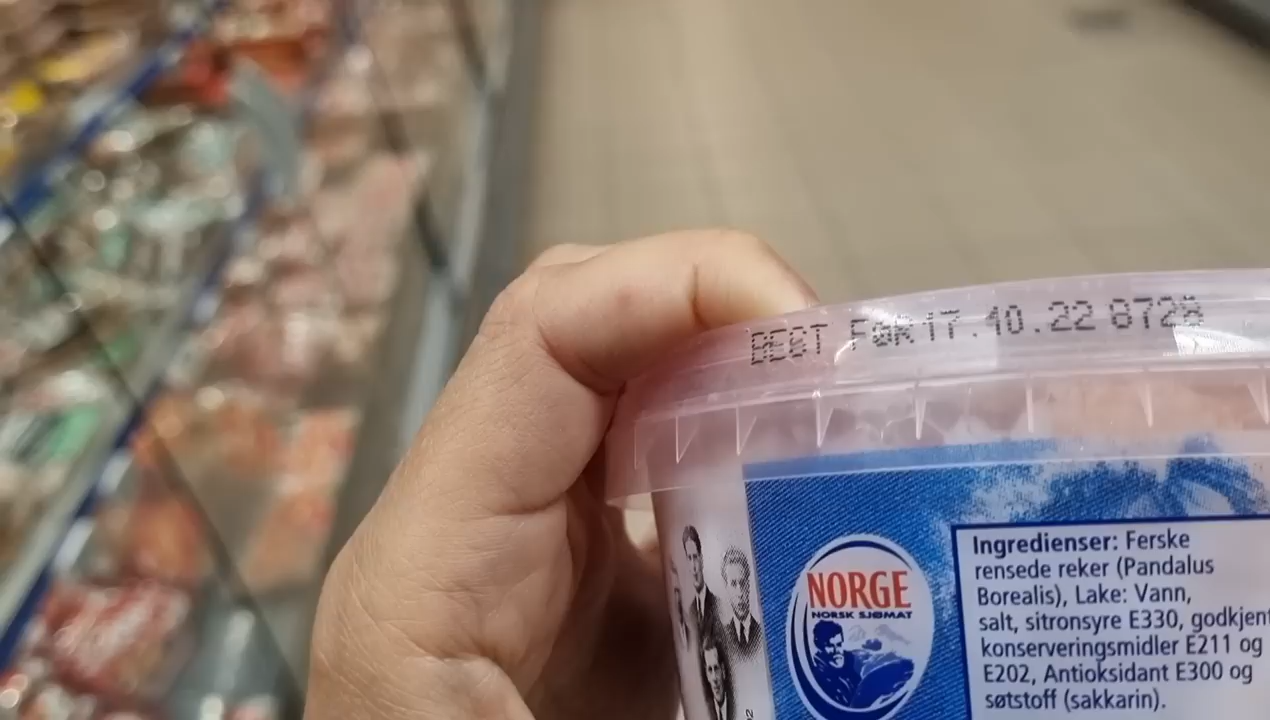 BEST FØR 17.10.22 8728
NORGE
NORSK SJØMAT
Ingredienser: Ferske
rensede reker (Pandalus
Borealis), Lake: Vann,
salt, sitronsyre E330, godkjent
konserveringsmidler E211 og
E202, Antioksidant E300 og
søtstoff (sakkarin).